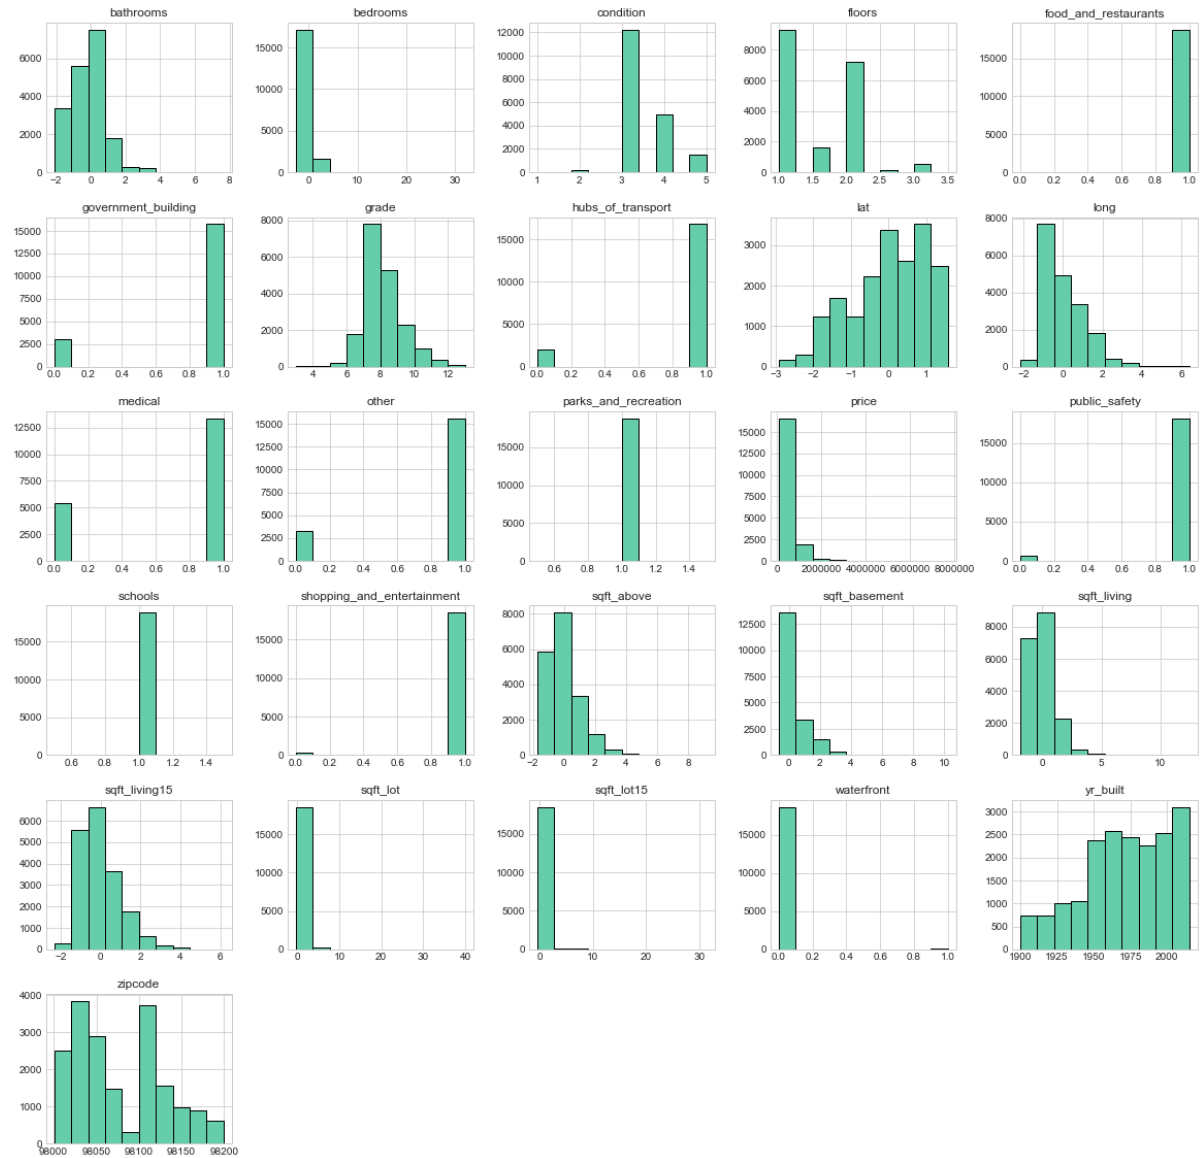 bathrooms
6000
4000
2000
0
−2 0 2 4 6 8
bedrooms
15000
10000
5000
0
0 10 20 30
condition
12000
10000
8000
6000
4000
2000
0
1 2 3 4 5
floors
8000
6000
4000
2000
0
1.0 1.5 2.0 2.5 3.0 3.5
food_and_restaurants
15000
10000
5000
0
0.0 0.2 0.4 0.6 0.8 1.0
government_building
15000
12500
10000
7500
5000
2500
0
0.0 0.2 0.4 0.6 0.8 1.0
grade
8000
6000
4000
2000
0
4 6 8 10 12
hubs_of_transport
15000
10000
5000
0
0.0 0.2 0.4 0.6 0.8 1.0
lat
3000
2000
1000
0
−3 −2 −1 0 1
long
8000
6000
4000
2000
0
−2 0 2 4 6
medical
12500
10000
7500
5000
2500
0
0.0 0.2 0.4 0.6 0.8 1.0
other
15000
12500
10000
7500
5000
2500
0
0.0 0.2 0.4 0.6 0.8 1.0
parks_and_recreation
15000
10000
5000
0
0.6 0.8 1.0 1.2 1.4
price
15000
12500
10000
7500
5000
2500
0
0 2000000 4000000 6000000 8000000
public_safety
15000
10000
5000
0
0.0 0.2 0.4 0.6 0.8 1.0
schools
15000
10000
5000
0
0.6 0.8 1.0 1.2 1.4
shopping_and_entertainment
15000
10000
5000
0
0.0 0.2 0.4 0.6 0.8 1.0
sqft_above
8000
6000
4000
2000
0
−2 0 2 4 6 8
sqft_basement
12500
10000
7500
5000
2500
0
0 2 4 6 8 10
sqft_living
8000
6000
4000
2000
0
0 5 10
sqft_living15
6000
5000
4000
3000
2000
1000
0
−2 0 2 4 6
sqft_lot
15000
10000
5000
0
0 10 20 30 40
sqft_lot15
15000
10000
5000
0
0 10 20 30
waterfront
15000
10000
5000
0
0.0 0.2 0.4 0.6 0.8 1.0
yr_built
3000
2500
2000
1500
1000
500
0
1900 1925 1950 1975 2000
zipcode
4000
3000
2000
1000
0
98000 98050 98100 98150 98200